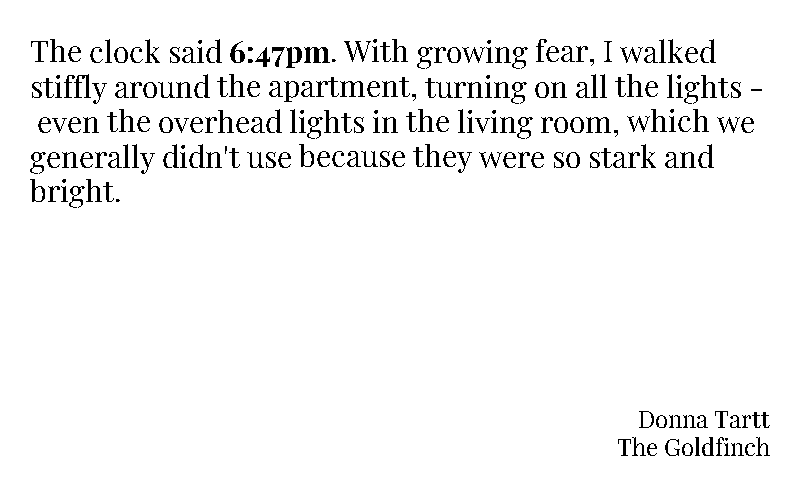 The clock said 6:47pm. With growing fear, I walked
stiffly around the apartment, turning on all the lights -
even the overhead lights in the living room, which we
generally didn't use because they were so stark and
bright.
Donna Tartt
The Goldfinch